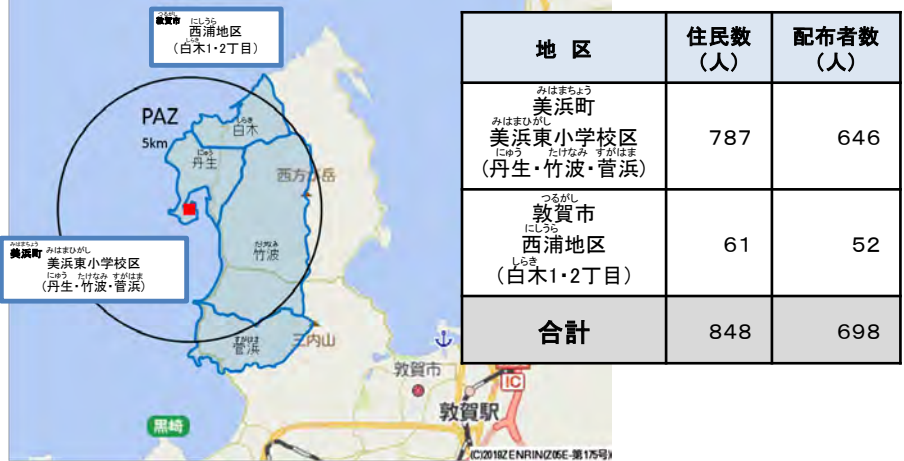 つるがし にしうら
敦賀市 西浦地区
しらき
（白木1・2丁目）
PAZ
5km
しらき
白木
にゅう
丹生
西方ヶ岳
たけなみ
竹波
みはまちょう みはまひがし
美浜町 美浜東小学校区
にゅう たけなみ すがはま
（丹生・竹波・菅浜）
すがはま
菅浜
三内山
敦賀市
IC
敦賀駅
黒崎
(C)2019ZENRIN(Z05E-第175号)
地 区
住民数
（人）
配布者数
（人）
みはまちょう
美浜町
みはまひがし
美浜東小学校区
にゅう たけなみ すがはま
（丹生・竹波・菅浜）
787
646
つるがし
敦賀市
にしうら
西浦地区
しらき
（白木1・2丁目）
61
52
合計
848
698